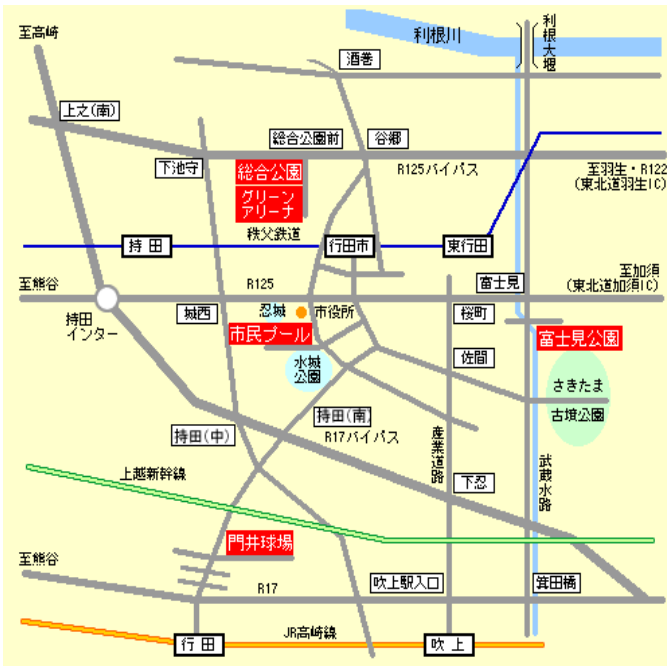 至高崎
利根川
利根大堰
酒巻
上之(南)
総合公園前
谷郷
下池守
総合公園
R125バイパス
至羽生・R122
(東北道羽生IC)
グリーン
アリーナ
秩父鉄道
持田
行田市
東行田
至熊谷
R125
富士見
至加須
(東北道加須IC)
持田
インター
城西
忍城
市役所
桜町
市民プール
富士見公園
水城
公園
佐間
さきたま
古墳公園
持田(南)
持田(中)
R17バイパス
産業道路
上越新幹線
下忍
武蔵水路
門井球場
至熊谷
R17
吹上駅入口
箕田橋
行田
JR高崎線
吹上